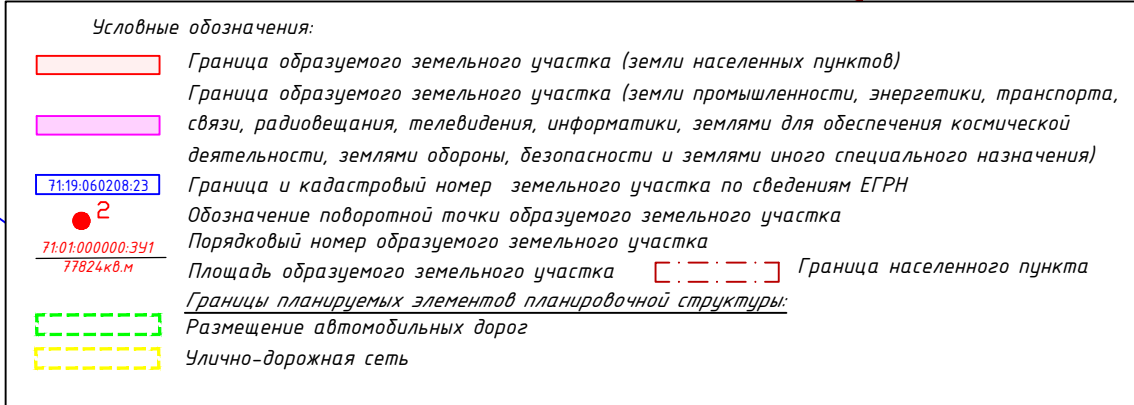 Условные обозначения:
Граница образуемого земельного участка (земли населенных пунктов)
Граница образуемого земельного участка (земли промышленности, энергетики, транспорта,
связи, радиовещания, телевидения, информатики, землями для обеспечения космической
деятельности, землями обороны, безопасности и землями иного специального назначения)
71:19:060208:23 Граница и кадастровый номер земельного участка по сведениям ЕГРН
2 Обозначение поворотной точки образуемого земельного участка
71:01:000000:ЗУ1 Порядковый номер образуемого земельного участка
77824кв.м Площадь образуемого земельного участка Граница населенного пункта
Границы планируемых элементов планировочной структуры:
Размещение автомобильных дорог
Улично-дорожная сеть